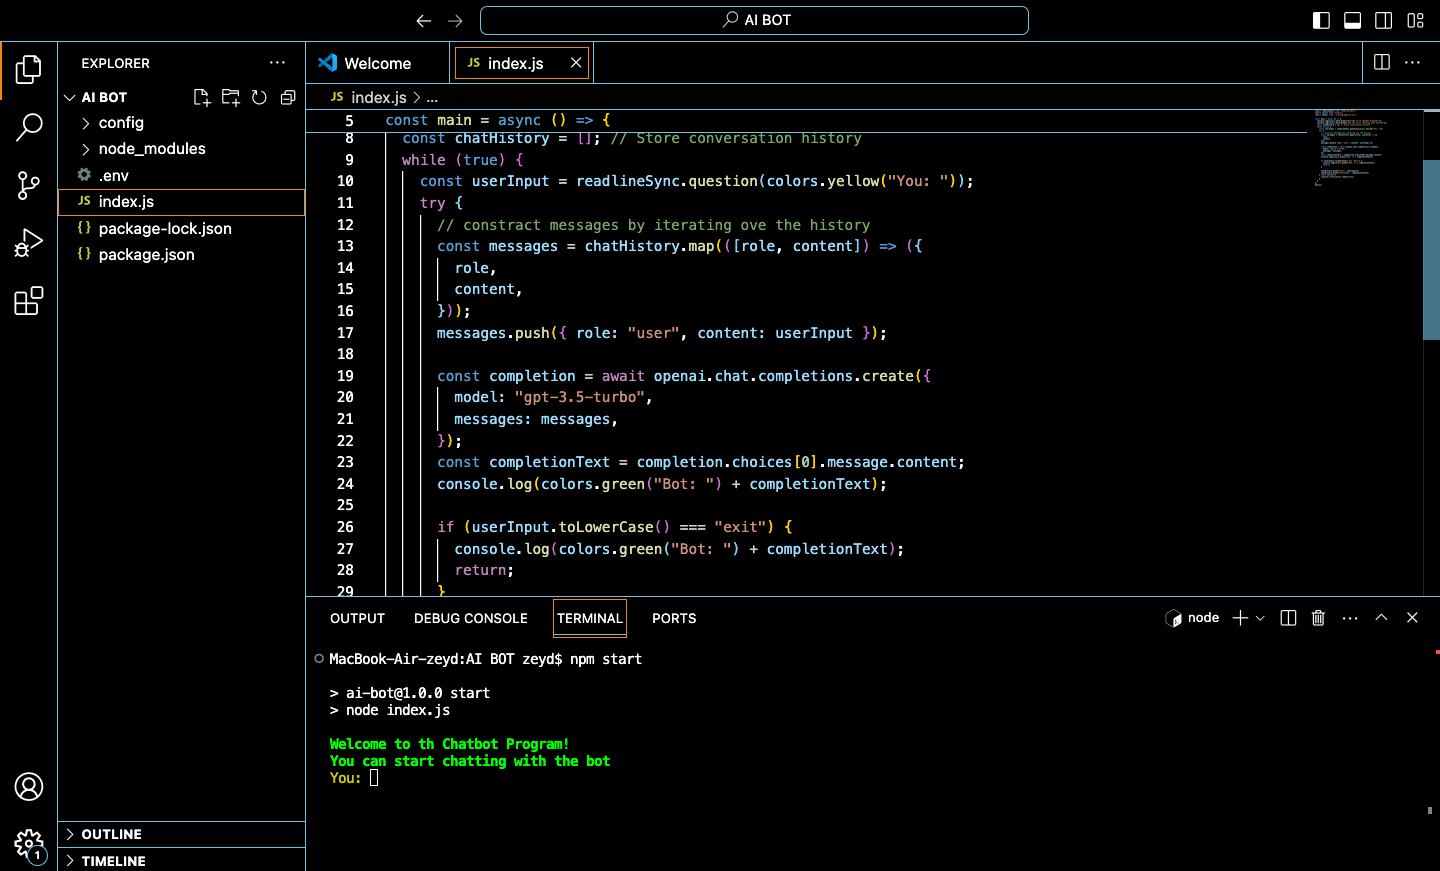 AI BOT
EXPLORER
AI BOT
config
node_modules
.env
JS index.js
{} package-lock.json
{} package.json
OUTLINE
TIMELINE
1
Welcome
JS index.js
JS index.js > ...
5 const main = async () => {
8 const chatHistory = []; // Store conversation history
9 while (true) {
10 const userInput = readlineSync.question(colors.yellow("You: "));
11 try {
12 // constract messages by iterating ove the history
13 const messages = chatHistory.map(([role, content]) => ({
14 role,
15 content,
16 }));
17 messages.push({ role: "user", content: userInput });
18
19 const completion = await openai.chat.completions.create({
20 model: "gpt-3.5-turbo",
21 messages: messages,
22 });
23 const completionText = completion.choices[0].message.content;
24 console.log(colors.green("Bot: ") + completionText);
25
26 if (userInput.toLowerCase() === "exit") {
27 console.log(colors.green("Bot: ") + completionText);
28 return;
29 }
OUTPUT DEBUG CONSOLE TERMINAL PORTS
node
MacBook-Air-zeyd:AI BOT zeyd$ npm start
> ai-bot@1.0.0 start
> node index.js
Welcome to th Chatbot Program!
You can start chatting with the bot
You: